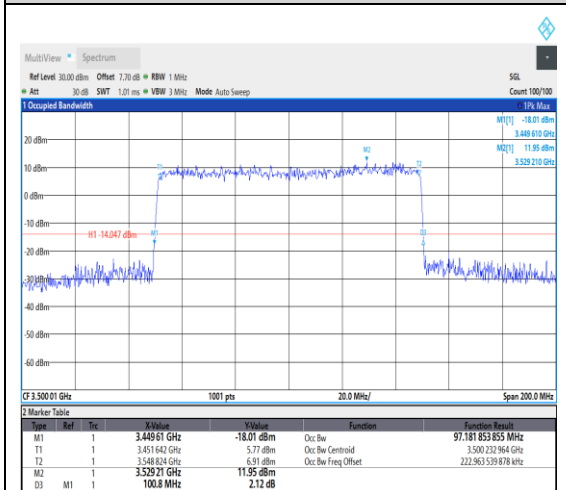 MultiView Spectrum
Ref Level 30.00 dBm Offset 7.70 dB RBW 1 MHz SGL
Att 30 dB SWT 1.01 ms VBW 3 MHz Mode Auto Sweep Count 100/100
1 Occupied Bandwidth 1Pk Max
M1[1] -18.01 dBm
3.449 610 GHz
M2[1] 11.95 dBm
3.529 210 GHz
20 dBm
M2
T1 T2
10 dBm
0 dBm
-10 dBm
H1 -14.047 dBm M1 D3
-20 dBm
-30 dBm
-40 dBm
-50 dBm
-60 dBm
CF 3.500 01 GHz 1001 pts 20.0 MHz/ Span 200.0 MHz
2 Marker Table
Type Ref Trc X-Value Y-Value Function Function Result
M1 1 3.449 61 GHz -18.01 dBm Occ Bw 97.181 853 855 MHz
T1 1 3.451 642 GHz 5.77 dBm Occ Bw Centroid 3.500 232 964 GHz
T2 1 3.548 824 GHz 6.91 dBm Occ Bw Freq Offset 222.963 539 878 kHz
M2 1 3.529 21 GHz 11.95 dBm
D3 M1 1 100.8 MHz 2.12 dB